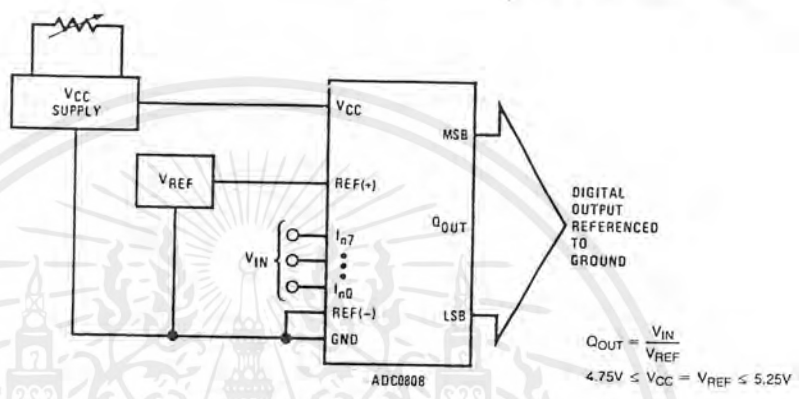 VCC
SUPPLY
VCC
MSB
VREF
REF(+)
DIGITAL
OUTPUT
REFERENCED
TO
GROUND
QOUT
VIN
In7
In0
REF(−)
LSB
GND
ADC0808
QOUT = VIN / VREF
4.75V ≤ VCC = VREF ≤ 5.25V